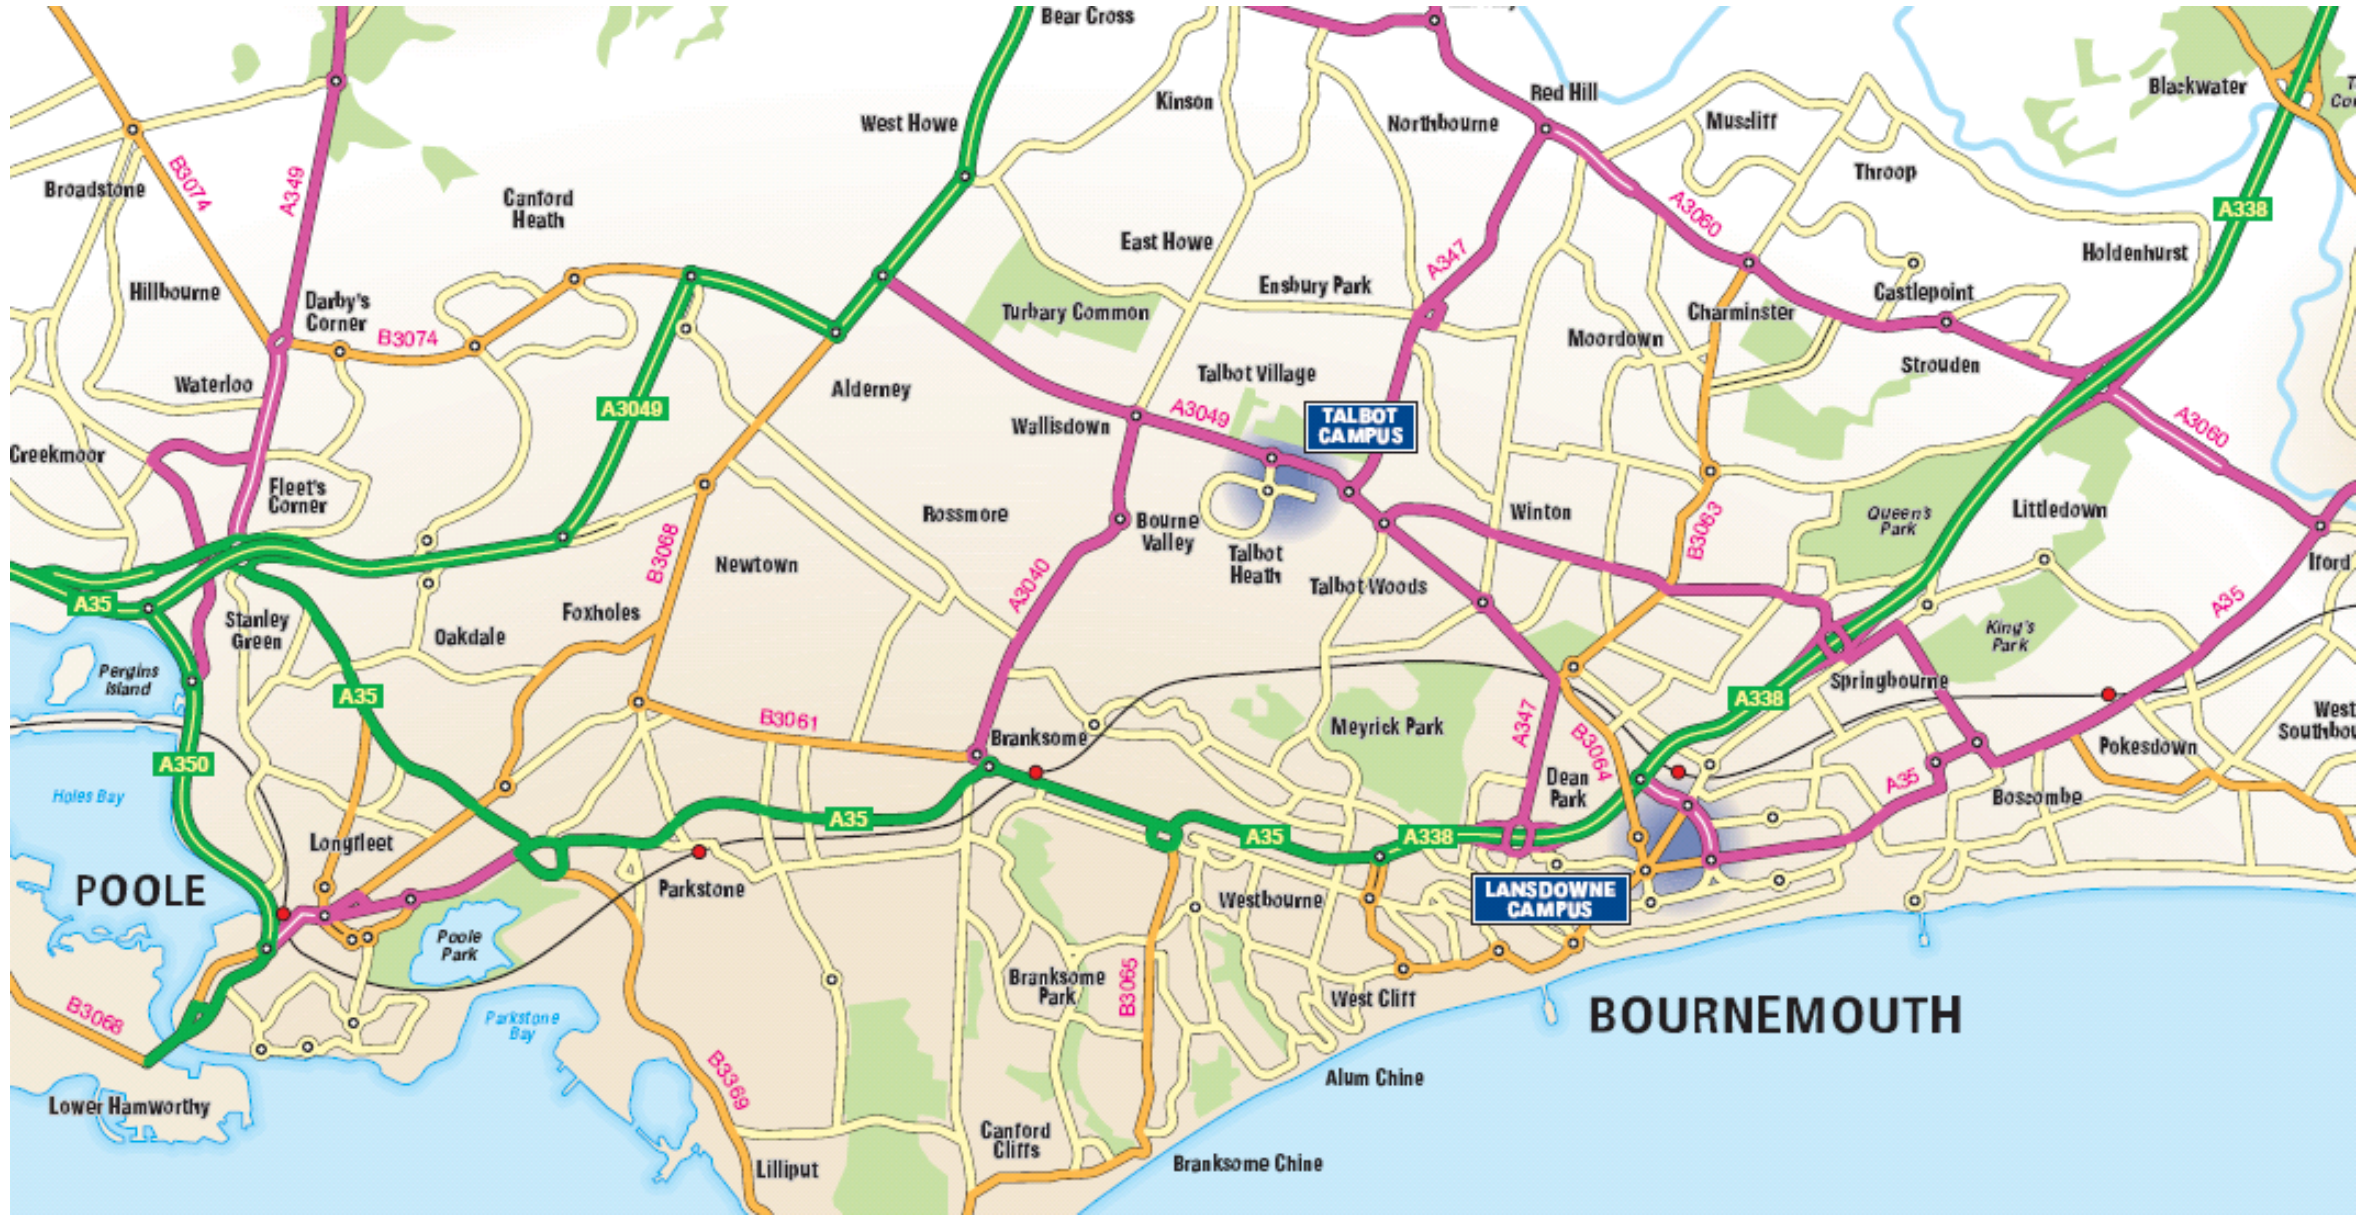 Bear Cross
Red Hill
Blackwater
Kinson
West Howe
Northbourne
Muscliff
Throop
Broadstone
B3074
A349
Canford
Heath
A3060
A338
East Howe
Holdenhurst
A347
Ensbury Park
Castlepoint
Hillbourne
Darby's
Corner
Turbary Common
Charminster
B3074
Moordown
Strouden
Waterloo
Alderney
Talbot Village
A3049
A3049
TALBOT
CAMPUS
Wallisdown
A3060
Creekmoor
Fleet's
Corner
Rossmore
Bourne
Valley
Winton
Queen's
Park
Littledown
B3063
B3068
Newtown
Talbot
Heath
Iford
A3040
Talbot Woods
A35
A35
Stanley
Green
Foxholes
Oakdale
King's
Park
Pergins
Island
A35
Springbourne
A338
B3061
Meyrick Park
A347
B3064
Branksome
West
Pokesdown
A350
Holes Bay
Dean
Park
A35
Boscombe
A35
A35
A338
Longfleet
POOLE
Parkstone
Westbourne
LANSDOWNE
CAMPUS
Poole
Park
Branksome
Park
B3065
West Cliff
BOURNEMOUTH
B3068
Parkstone
Bay
B3369
Alum Chine
Lower Hamworthy
Canford
Cliffs
Lilliput
Branksome Chine